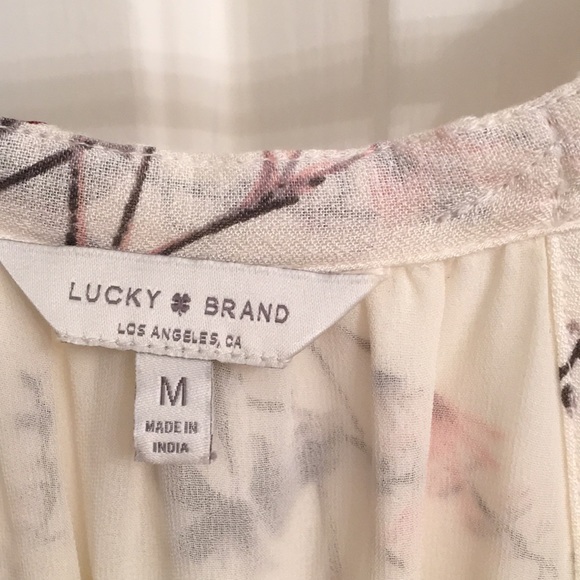 LUCKY BRAND
LOS ANGELES, CA
M
MADE IN
INDIA